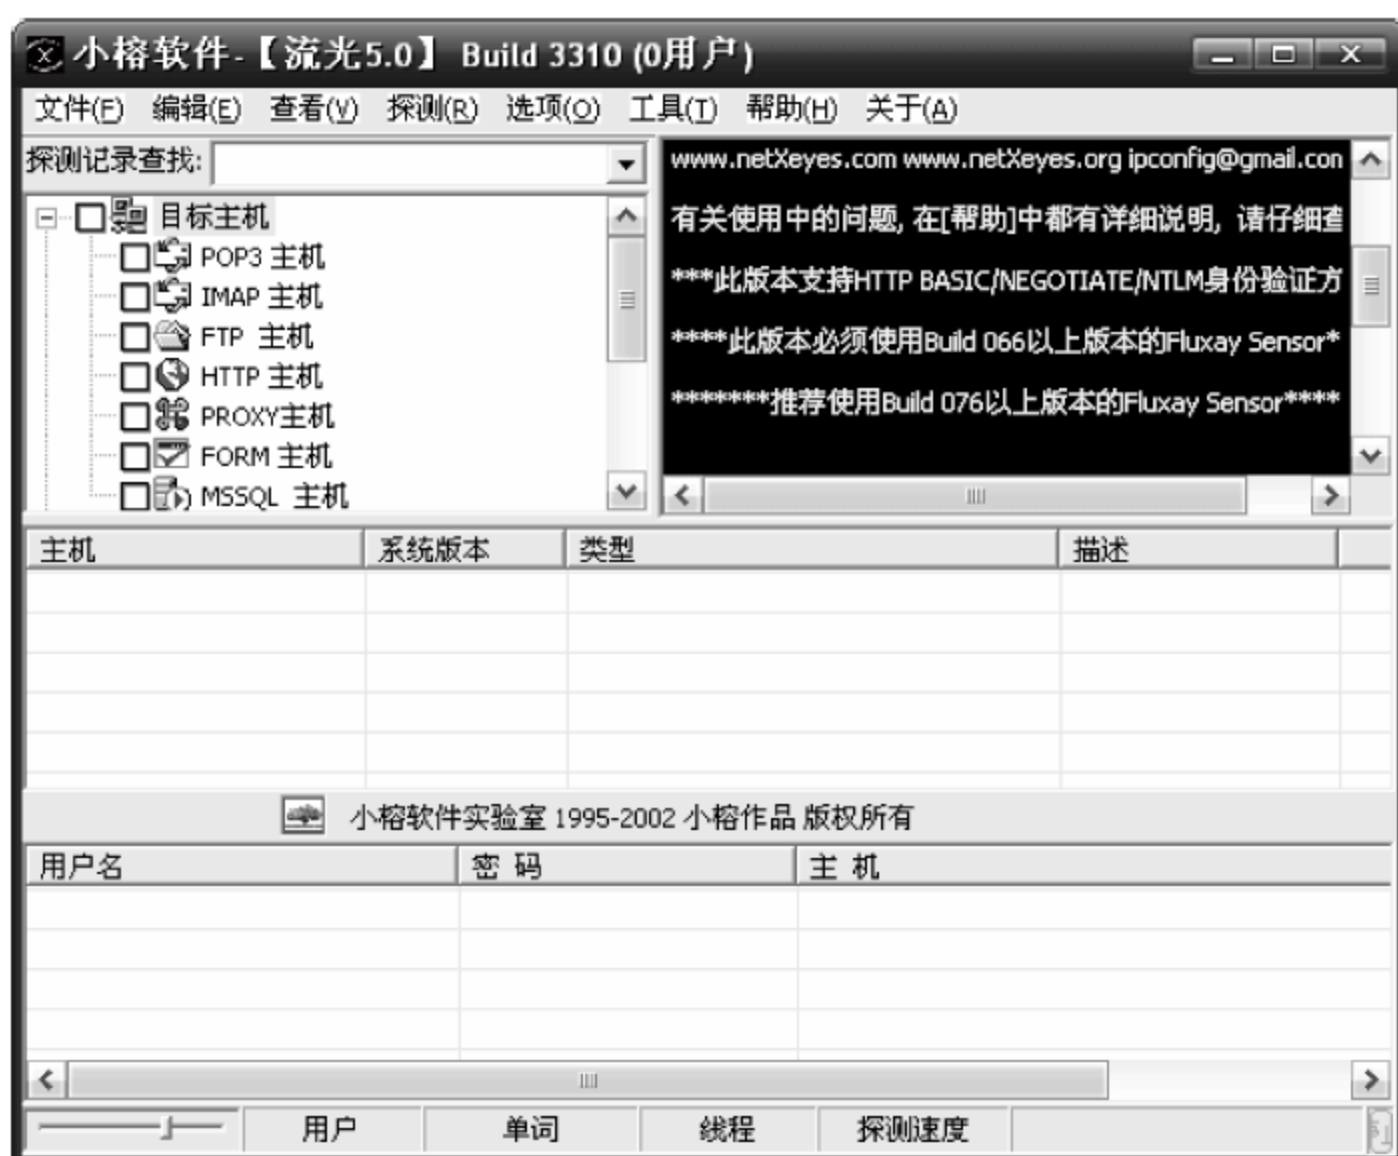 小榕软件-【流光5.0】 Build 3310 (0用户)
文件(F) 编辑(E) 查看(V) 探测(R) 选项(O) 工具(T) 帮助(H) 关于(A)
探测记录查找:
目标主机
POP3 主机
IMAP 主机
FTP 主机
HTTP 主机
PROXY主机
FORM 主机
MSSQL 主机
www.netXeyes.com www.netXeyes.org ipconfig@gmail.con
有关使用中的问题, 在[帮助]中都有详细说明, 请仔细查
***此版本支持HTTP BASIC/NEGOTIATE/NTLM身份验证方
****此版本必须使用Build 066以上版本的Fluxay Sensor*
*******推荐使用Build 076以上版本的Fluxay Sensor****
主机 系统版本 类型 描述
小榕软件实验室 1995-2002 小榕作品 版权所有
用户名 密 码 主 机
用户 单词 线程 探测速度